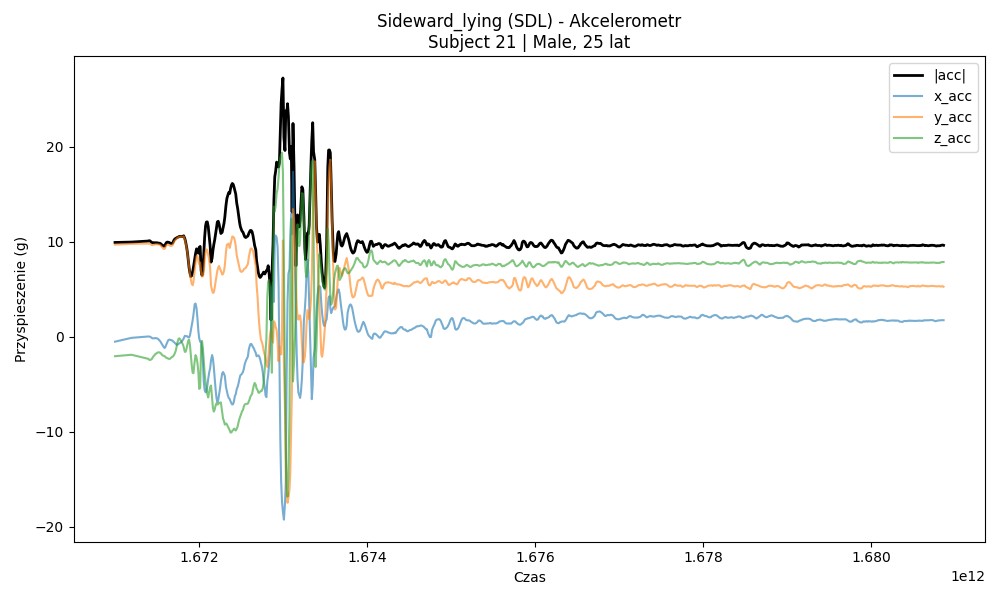 Sideward_lying (SDL) - Akcelerometr
Subject 21 | Male, 25 lat
|acc|
x_acc
y_acc
z_acc
Przyspieszenie (g)
20
10
0
−10
−20
1.672
1.674
1.676
1.678
1.680
1e12
Czas